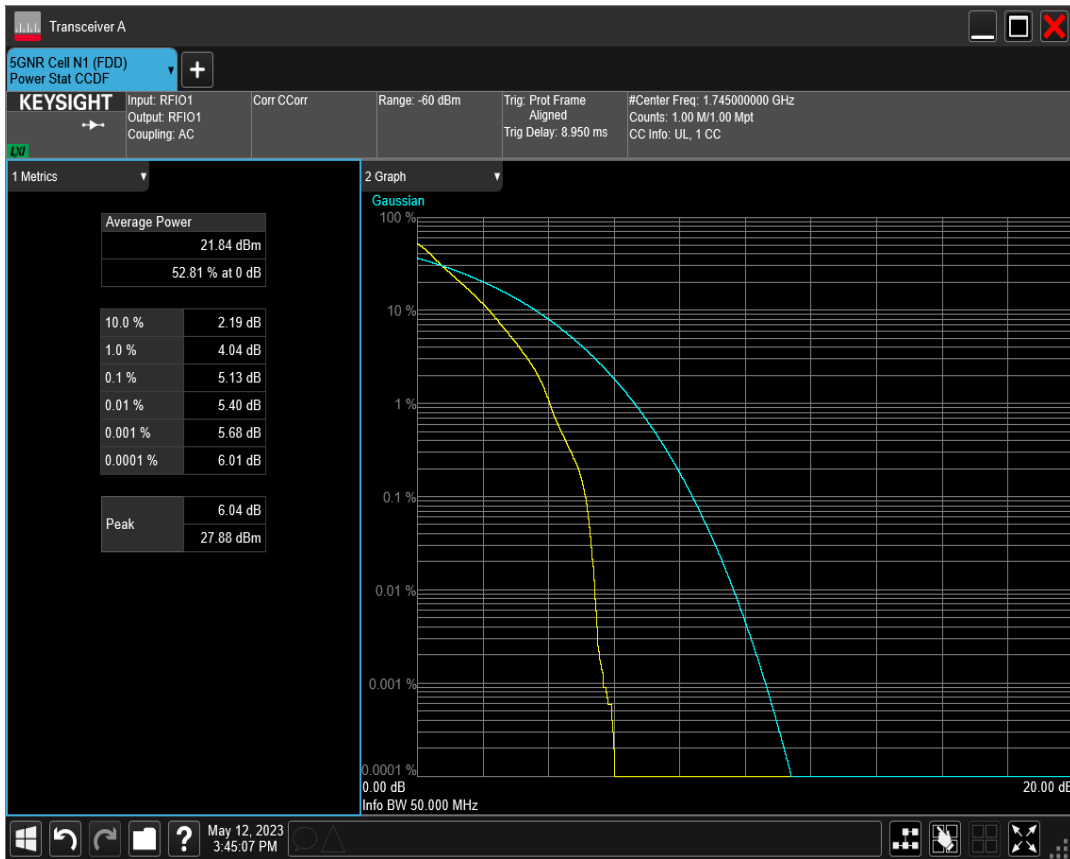 Transceiver A
5GNR Cell N1 (FDD)
Power Stat CCDF
+
KEYSIGHT
LXI
Input: RFIO1
Output: RFIO1
Coupling: AC
Corr CCorr
Range: -60 dBm
Trig: Prot Frame
Aligned
Trig Delay: 8.950 ms
#Center Freq: 1.745000000 GHz
Counts: 1.00 M/1.00 Mpt
CC Info: UL, 1 CC
1 Metrics
Average Power
21.84 dBm
52.81 % at 0 dB
10.0 % 2.19 dB
1.0 % 4.04 dB
0.1 % 5.13 dB
0.01 % 5.40 dB
0.001 % 5.68 dB
0.0001 % 6.01 dB
Peak
6.04 dB
27.88 dBm
2 Graph
Gaussian
100 %
10 %
1 %
0.1 %
0.01 %
0.001 %
0.0001 %
0.00 dB 20.00 dB
Info BW 50.000 MHz
?
May 12, 2023
3:45:07 PM